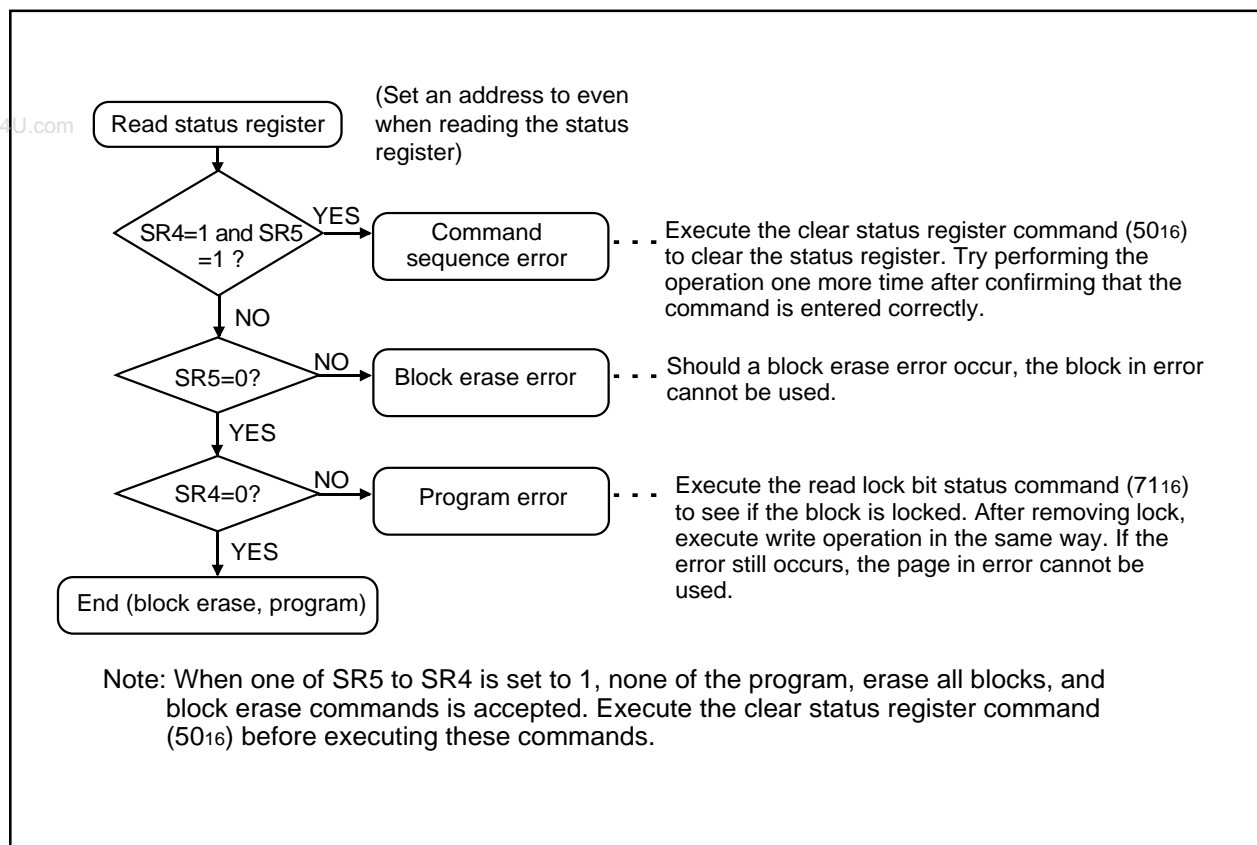 4U.com
Read status register
(Set an address to even
when reading the status
register)
SR4=1 and SR5
=1 ?
YES
Command
sequence error
Execute the clear status register command (5016)
to clear the status register. Try performing the
operation one more time after confirming that the
command is entered correctly.
NO
SR5=0?
NO
Block erase error
Should a block erase error occur, the block in error
cannot be used.
YES
SR4=0?
NO
Program error
Execute the read lock bit status command (7116)
to see if the block is locked. After removing lock,
execute write operation in the same way. If the
error still occurs, the page in error cannot be
used.
YES
End (block erase, program)
Note: When one of SR5 to SR4 is set to 1, none of the program, erase all blocks, and
block erase commands is accepted. Execute the clear status register command
(5016) before executing these commands.